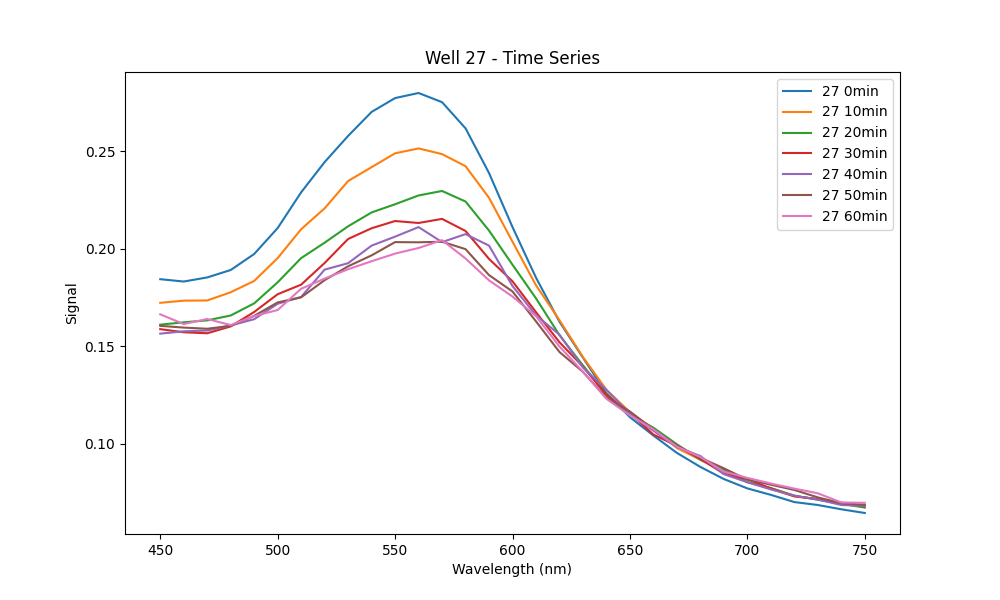 Well 27 - Time Series
27 0min
27 10min
27 20min
27 30min
27 40min
27 50min
27 60min
Signal
0.25
0.20
0.15
0.10
450 500 550 600 650 700 750
Wavelength (nm)